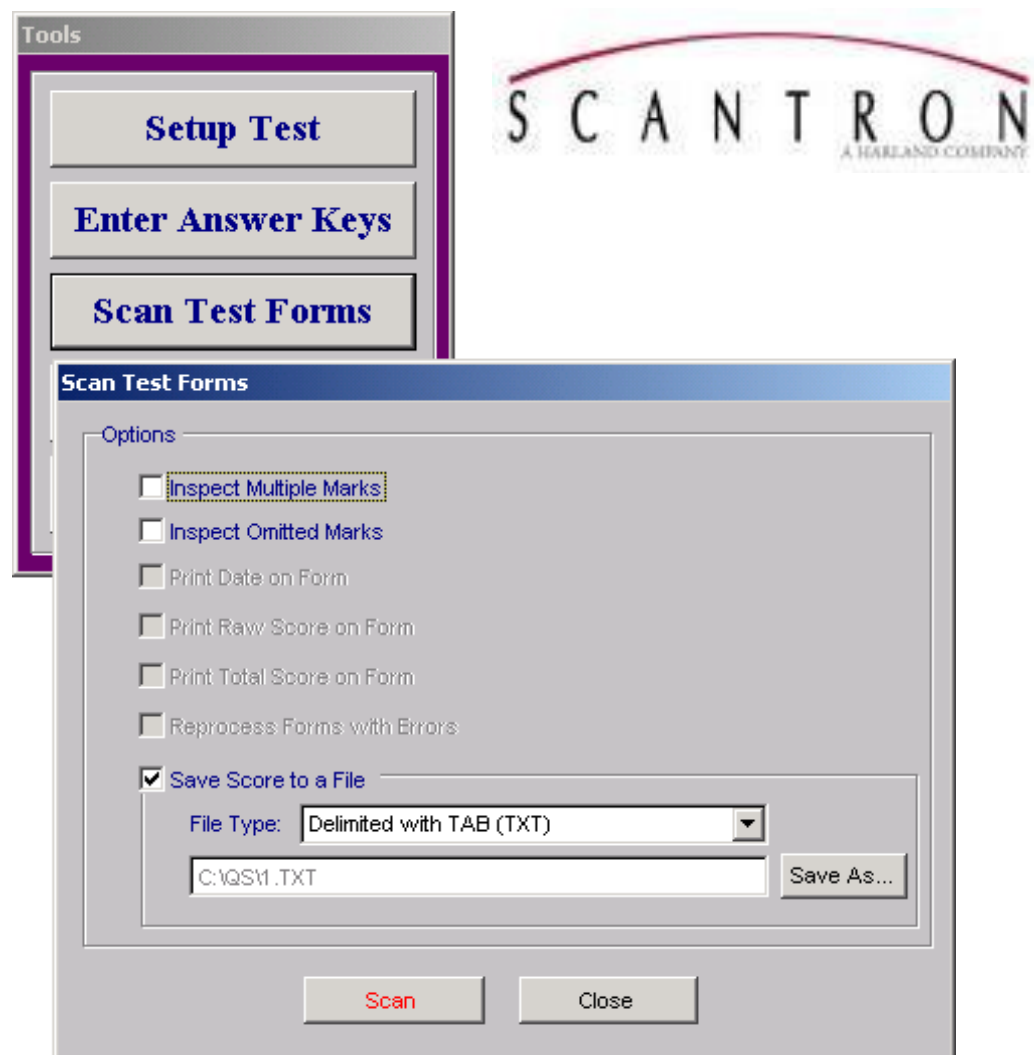 Tools
SCANTRON
A HARLAND COMPANY
Setup Test
Enter Answer Keys
Scan Test Forms
Scan Test Forms
Options
Inspect Multiple Marks
Inspect Omitted Marks
Print Date on Form
Print Raw Score on Form
Print Total Score on Form
Reprocess Forms with Errors
Save Score to a File
File Type: Delimited with TAB (TXT)
C:\QS\1.TXT Save As...
Scan Close